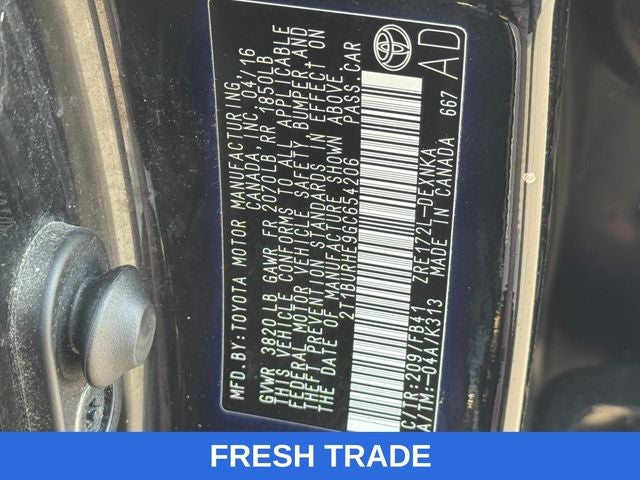 MFD.BY:TOYOTA MOTOR MANUFACTURING,
CANADA, INC. 04/16
GVWR 3820 LB GAWR FR 2070LB RR 1850LB
THIS VEHICLE CONFORMS TO ALL APPLICABLE
FEDERAL MOTOR VEHICLE SAFETY, BUMPER, AND
THEFT PREVENTION STANDARDS IN EFFECT ON
THE DATE OF MANUFACTURE SHOWN ABOVE.
2T1BURHE9GC654206 PASS.CAR
C/TR:209/FB41 ZRE172L-DEXNKA
A/TM:-04A/K313 MADE IN CANADA 667
AD
FRESH TRADE